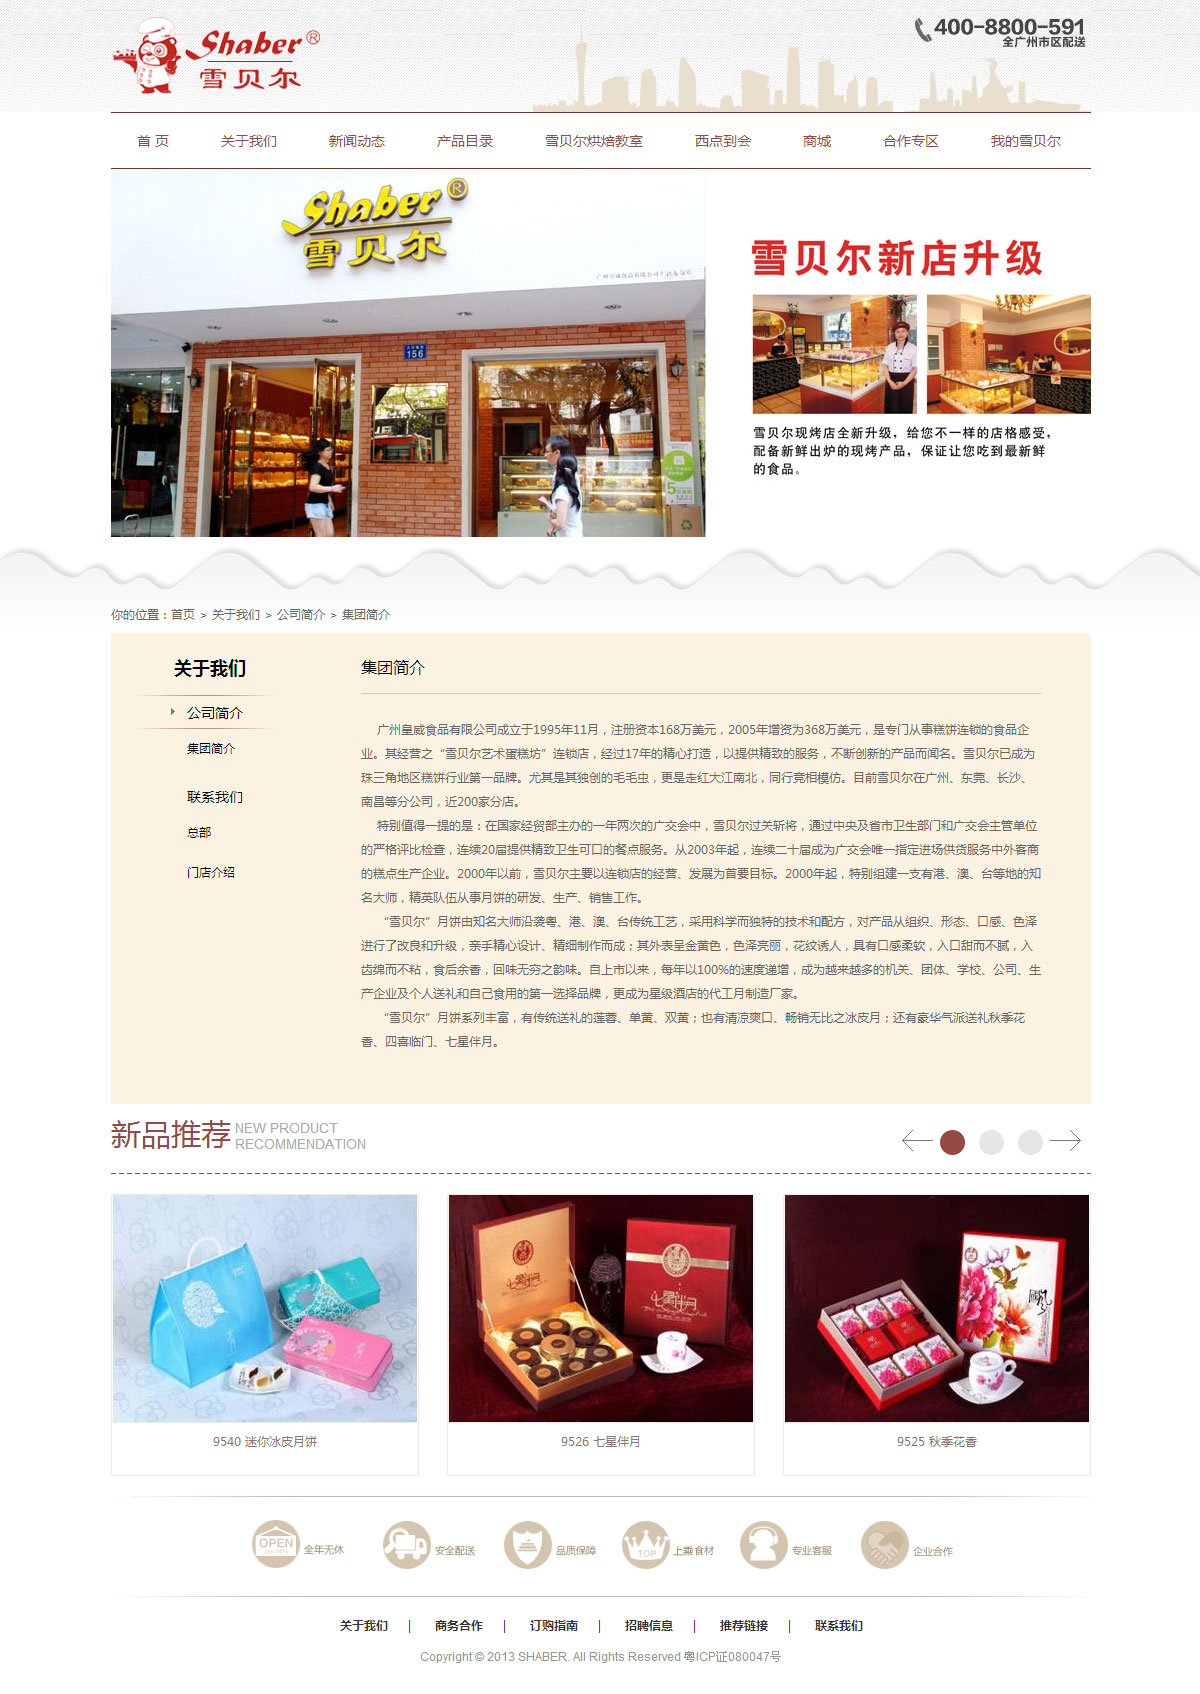 Shaber®
雪贝尔
400-8800-591
全广州市区配送
首 页 关于我们 新闻动态 产品目录 雪贝尔烘焙教室 西点到会 商城 合作专区 我的雪贝尔
Shaber®
雪贝尔
156
雪贝尔新店升级
雪贝尔现烤店全新升级，给您不一样的店格感受，
配备新鲜出炉的现烤产品，保证让您吃到最新鲜
的食品。
你的位置：首页 > 关于我们 > 公司简介 > 集团简介
关于我们
公司简介
集团简介
联系我们
总部
门店介绍
集团简介
广州皇威食品有限公司成立于1995年11月，注册资本168万美元，2005年增资为368万美元，是专门从事糕饼连锁的食品企
业。其经营之“雪贝尔艺术蛋糕坊”连锁店，经过17年的精心打造，以提供精致的服务，不断创新的产品而闻名。雪贝尔已成为
珠三角地区糕饼行业第一品牌。尤其是其独创的毛毛虫，更是走红大江南北，同行竞相模仿。目前雪贝尔在广州、东莞、长沙、
南昌等分公司，近200家分店。
特别值得一提的是：在国家经贸部主办的一年两次的广交会中，雪贝尔过关斩将，通过中央及省市卫生部门和广交会主管单位
的严格评比检查，连续20届提供精致卫生可口的餐点服务。从2003年起，连续二十届成为广交会唯一指定进场供货服务中外客商
的糕点生产企业。2000年以前，雪贝尔主要以连锁店的经营、发展为首要目标。2000年起，特别组建一支有港、澳、台等地的知
名大师，精英队伍从事月饼的研发、生产、销售工作。
“雪贝尔”月饼由知名大师沿袭粤、港、澳、台传统工艺，采用科学而独特的技术和配方，对产品从组织、形态、口感、色泽
进行了改良和升级，亲手精心设计、精细制作而成；其外表呈金黄色，色泽亮丽，花纹诱人，具有口感柔软，入口甜而不腻，入
齿绵而不粘，食后余香，回味无穷之韵味。自上市以来，每年以100%的速度递增，成为越来越多的机关、团体、学校、公司、生
产企业及个人送礼和自己食用的第一选择品牌，更成为星级酒店的代工月制造厂家。
“雪贝尔”月饼系列丰富，有传统送礼的莲蓉、单黄、双黄；也有清凉爽口、畅销无比之冰皮月；还有豪华气派送礼秋季花
香、四喜临门、七星伴月。
新品推荐
NEW PRODUCT
RECOMMENDATION
七星伴月
9540 迷你冰皮月饼
9526 七星伴月
9525 秋季花香
OPEN
全年无休
安全配送
品质保障
TOP
上乘食材
专业客服
企业合作
关于我们 | 商务合作 | 订购指南 | 招聘信息 | 推荐链接 | 联系我们
Copyright © 2013 SHABER. All Rights Reserved 粤ICP证080047号